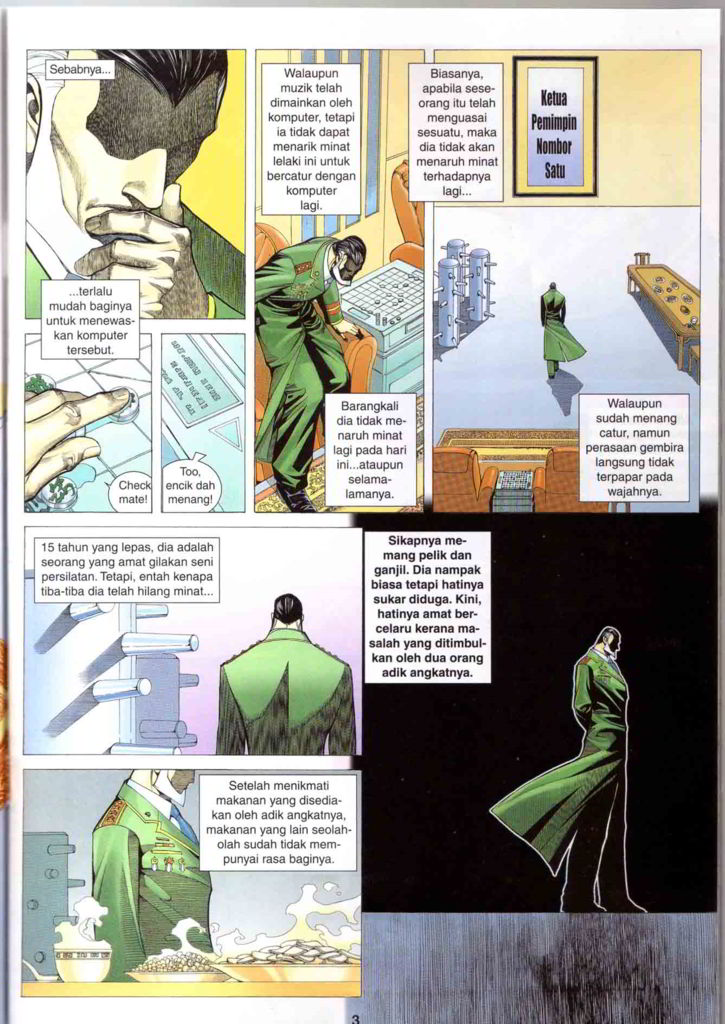 Sebabnya...
...terlalu
mudah baginya
untuk menewas-
kan komputer
tersebut.
Check
mate!
Too,
encik dah
menang!
Walaupun
muzik telah
dimainkan oleh
komputer, tetapi
ia tidak dapat
menarik minat
lelaki ini untuk
bercatur dengan
komputer
lagi.
Barangkali
dia tidak me-
naruh minat
lagi pada hari
ini...ataupun
selama-
lamanya.
Biasanya,
apabila sese-
orang itu telah
menguasai
sesuatu, maka
dia tidak akan
menaruh minat
terhadapnya
lagi...
Ketua
Pemimpin
Nombor
Satu
Walaupun
sudah menang
catur, namun
perasaan gembira
langsung tidak
terpapar pada
wajahnya.
15 tahun yang lepas, dia adalah
seorang yang amat gilakan seni
persilatan. Tetapi, entah kenapa
tiba-tiba dia telah hilang minat...
Sikapnya me-
mang pelik dan
ganjil. Dia nampak
biasa tetapi hatinya
sukar diduga. Kini,
hatinya amat ber-
celaru kerana ma-
salah yang ditimbul-
kan oleh dua orang
adik angkatnya.
Setelah menikmati
makanan yang disedia-
kan oleh adik angkatnya,
makanan yang lain seolah-
olah sudah tidak mem-
punyai rasa baginya.
3